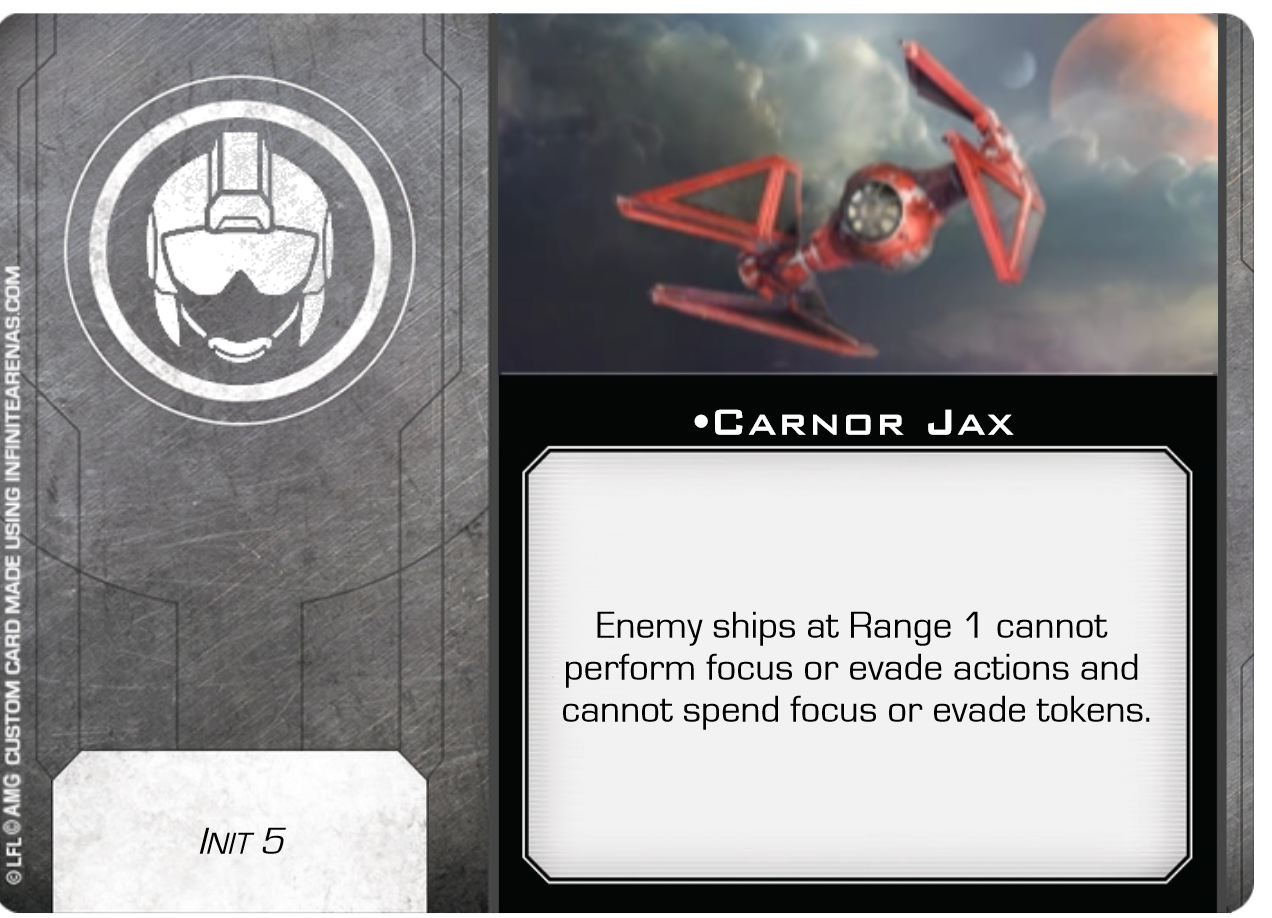 •Carnor Jax
Enemy ships at Range 1 cannot
perform focus or evade actions and
cannot spend focus or evade tokens.
Init 5
©LFL ©AMG CUSTOM CARD MADE USING INFINITEARENAS.COM